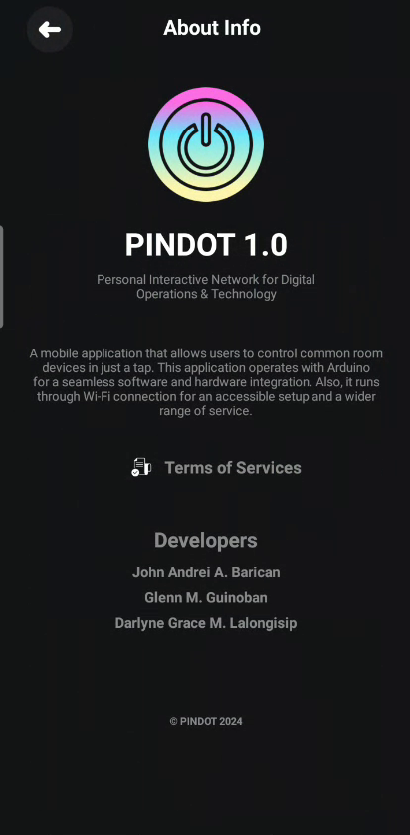 About Info
PINDOT 1.0
Personal Interactive Network for Digital
Operations & Technology
A mobile application that allows users to control common room
devices in just a tap. This application operates with Arduino
for a seamless software and hardware integration. Also, it runs
through Wi-Fi connection for an accessible setup and a wider
range of service.
Terms of Services
Developers
John Andrei A. Barican
Glenn M. Guinoban
Darlyne Grace M. Lalongisip
© PINDOT 2024